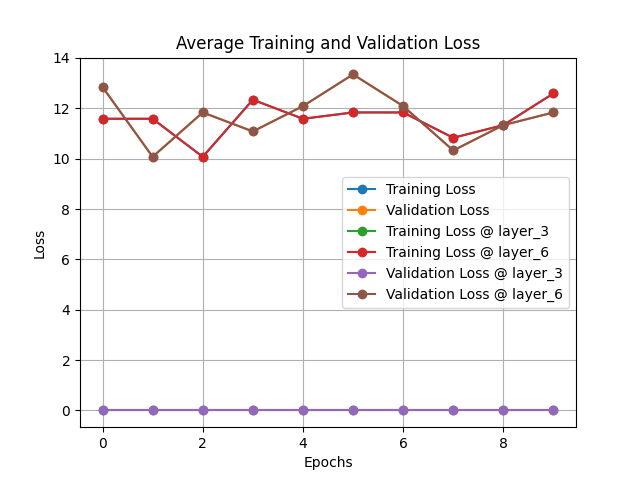 Average Training and Validation Loss
14
12
10
8
6
4
2
0
Loss
Training Loss
Validation Loss
Training Loss @ layer_3
Training Loss @ layer_6
Validation Loss @ layer_3
Validation Loss @ layer_6
0 2 4 6 8
Epochs